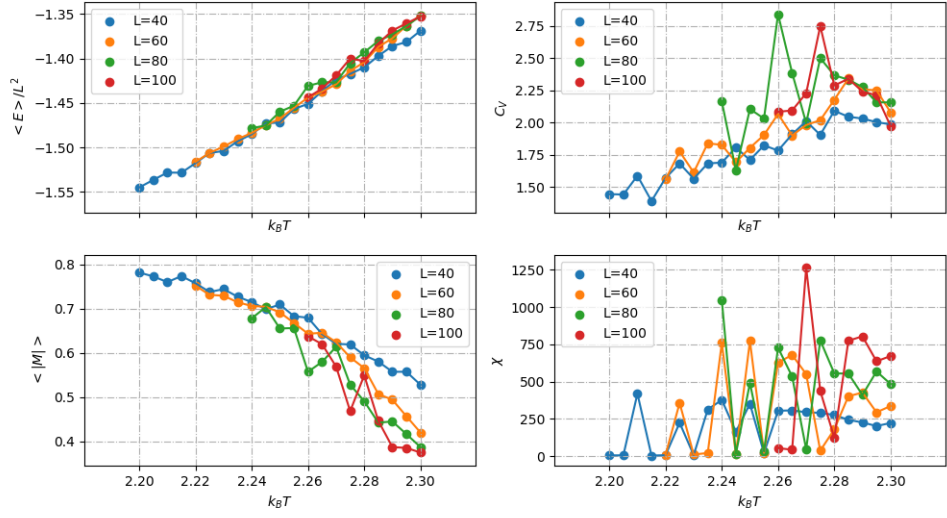 −1.35
−1.40
−1.45
−1.50
−1.55
< E > /L²
L=40
L=60
L=80
L=100
k_BT
2.75
2.50
2.25
2.00
1.75
1.50
C_V
L=40
L=60
L=80
L=100
k_BT
0.8
0.7
0.6
0.5
0.4
< |M| >
L=40
L=60
L=80
L=100
2.20 2.22 2.24 2.26 2.28 2.30
k_BT
1250
1000
750
500
250
0
χ
L=40
L=60
L=80
L=100
2.20 2.22 2.24 2.26 2.28 2.30
k_BT